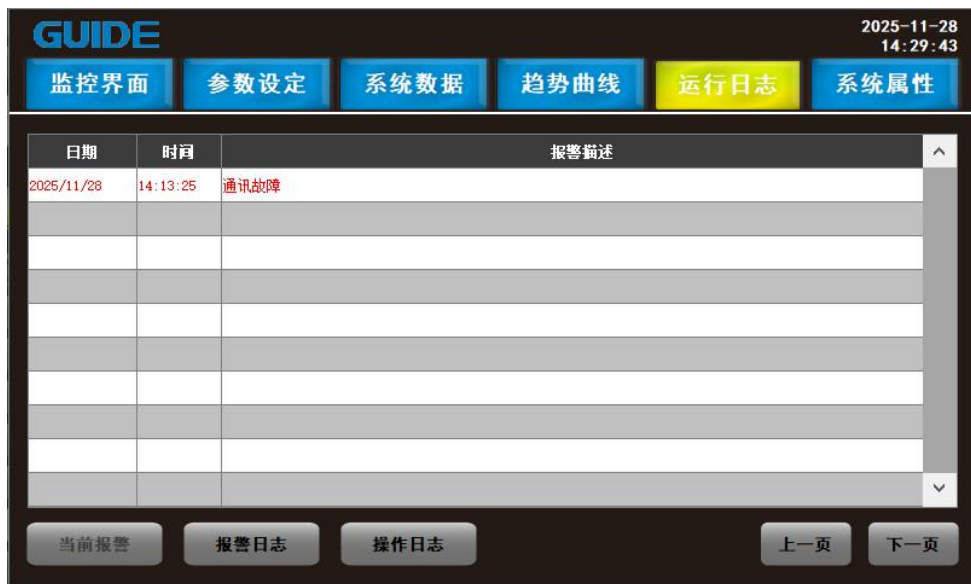 GUIDE
2025-11-28
14:29:43
监控界面 参数设定 系统数据 趋势曲线 运行日志 系统属性
日期 时间 报警描述
2025/11/28 14:13:25 通讯故障
当前报警 报警日志 操作日志 上一页 下一页